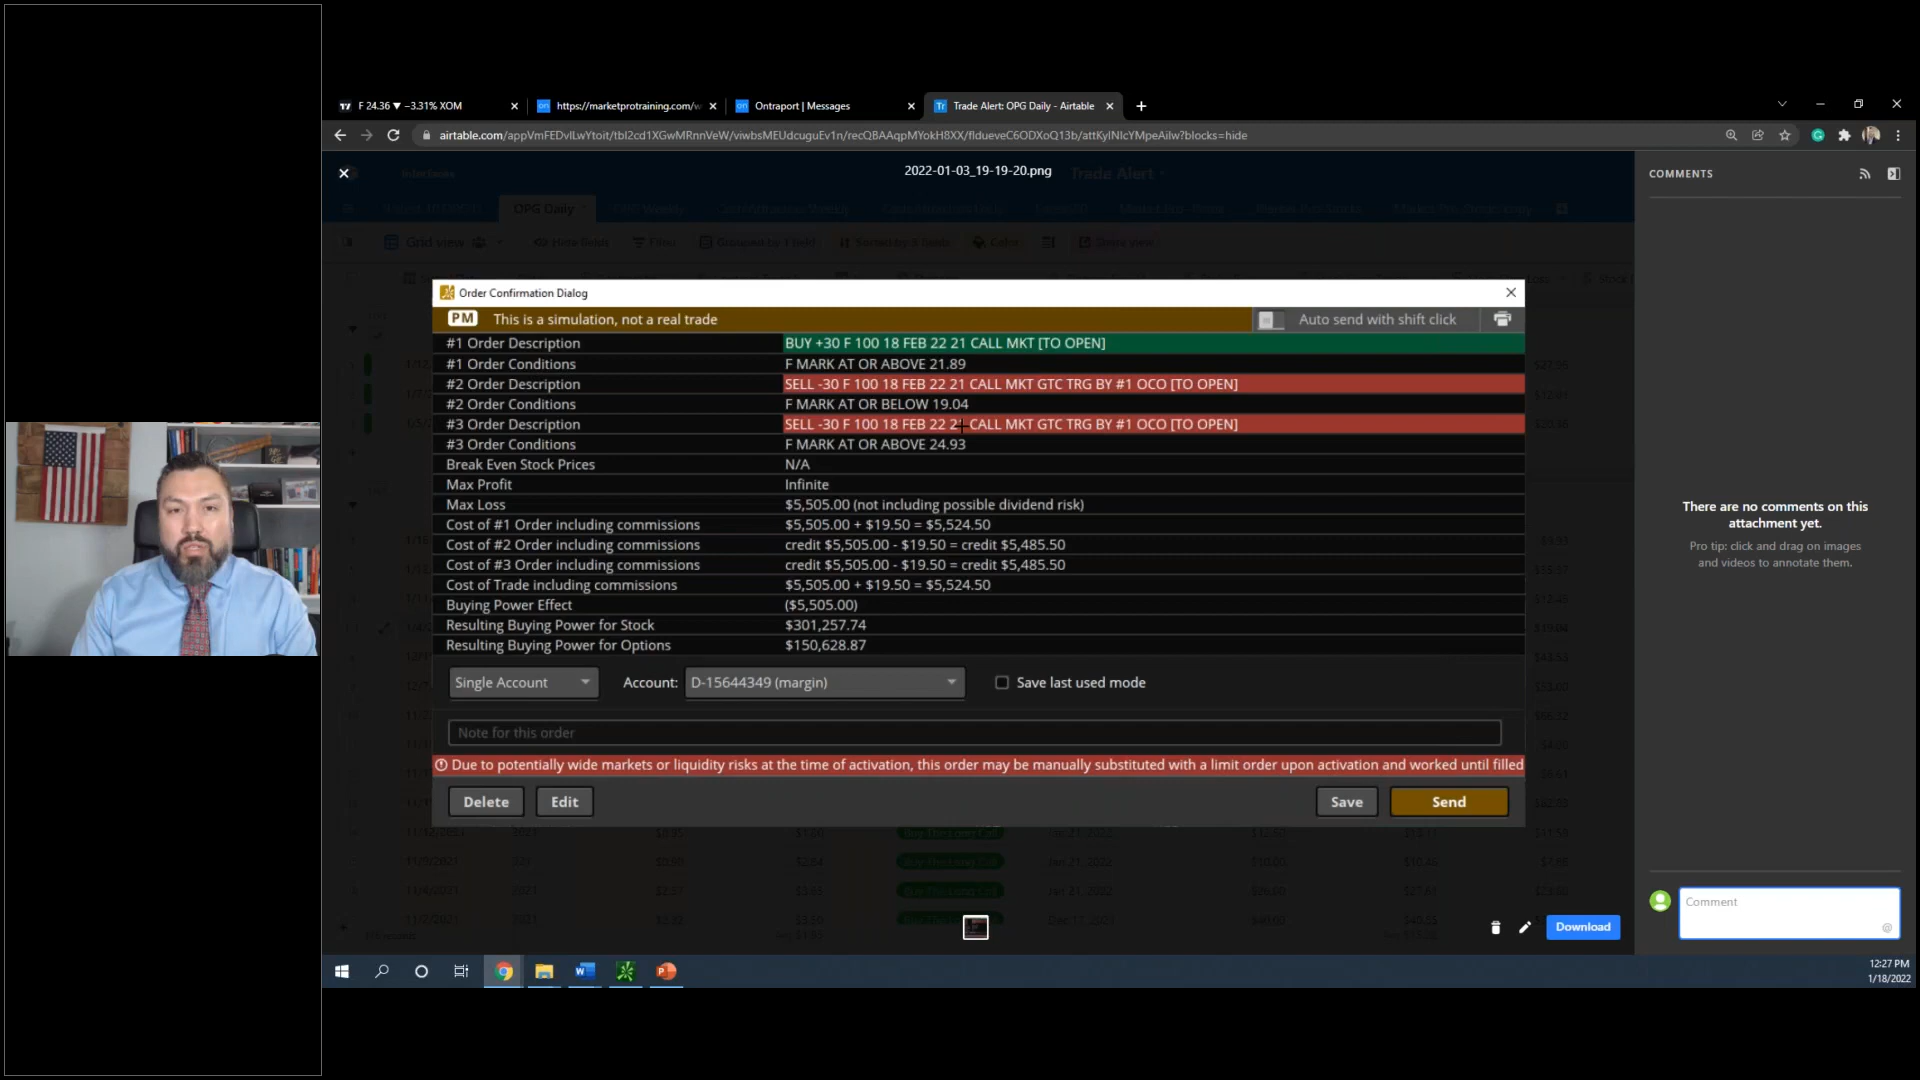 F 24.36 ▼ −3.31% XOM
https://marketprotraining.com/w
Ontraport | Messages
Trade Alert: OPG Daily - Airtable
airtable.com/appVmFEDvlLwYtoit/tbl2cd1XGwMRnnVeW/viwbsMEUdcuguEv1n/recQBAAqpMYokH8XX/fldueveC6ODXoQ13b/attKyINIcYMpeAilw?blocks=hide
2022-01-03_19-19-20.png
Trade Alert
Interfaces
OPG Daily
Grid view
Hide fields
Color
Share view
COMMENTS
Order Confirmation Dialog
PM This is a simulation, not a real trade
Auto send with shift click
#1 Order Description BUY +30 F 100 18 FEB 22 21 CALL MKT [TO OPEN]
#1 Order Conditions F MARK AT OR ABOVE 21.89
#2 Order Description SELL -30 F 100 18 FEB 22 21 CALL MKT GTC TRG BY #1 OCO [TO OPEN]
#2 Order Conditions F MARK AT OR BELOW 19.04
#3 Order Description SELL -30 F 100 18 FEB 22 21 CALL MKT GTC TRG BY #1 OCO [TO OPEN]
#3 Order Conditions F MARK AT OR ABOVE 24.93
Break Even Stock Prices N/A
Max Profit Infinite
Max Loss $5,505.00 (not including possible dividend risk)
Cost of #1 Order including commissions $5,505.00 + $19.50 = $5,524.50
Cost of #2 Order including commissions credit $5,505.00 - $19.50 = credit $5,485.50
Cost of #3 Order including commissions credit $5,505.00 - $19.50 = credit $5,485.50
Cost of Trade including commissions $5,505.00 + $19.50 = $5,524.50
Buying Power Effect ($5,505.00)
Resulting Buying Power for Stock $301,257.74
Resulting Buying Power for Options $150,628.87
Single Account
Account: D-15644349 (margin)
Save last used mode
Note for this order
Due to potentially wide markets or liquidity risks at the time of activation, this order may be manually substituted with a limit order upon activation and worked until filled
Delete
Edit
Save
Send
There are no comments on this
attachment yet.
Pro tip: click and drag on images
and videos to annotate them.
Comment
@
Download
12:27 PM
1/18/2022